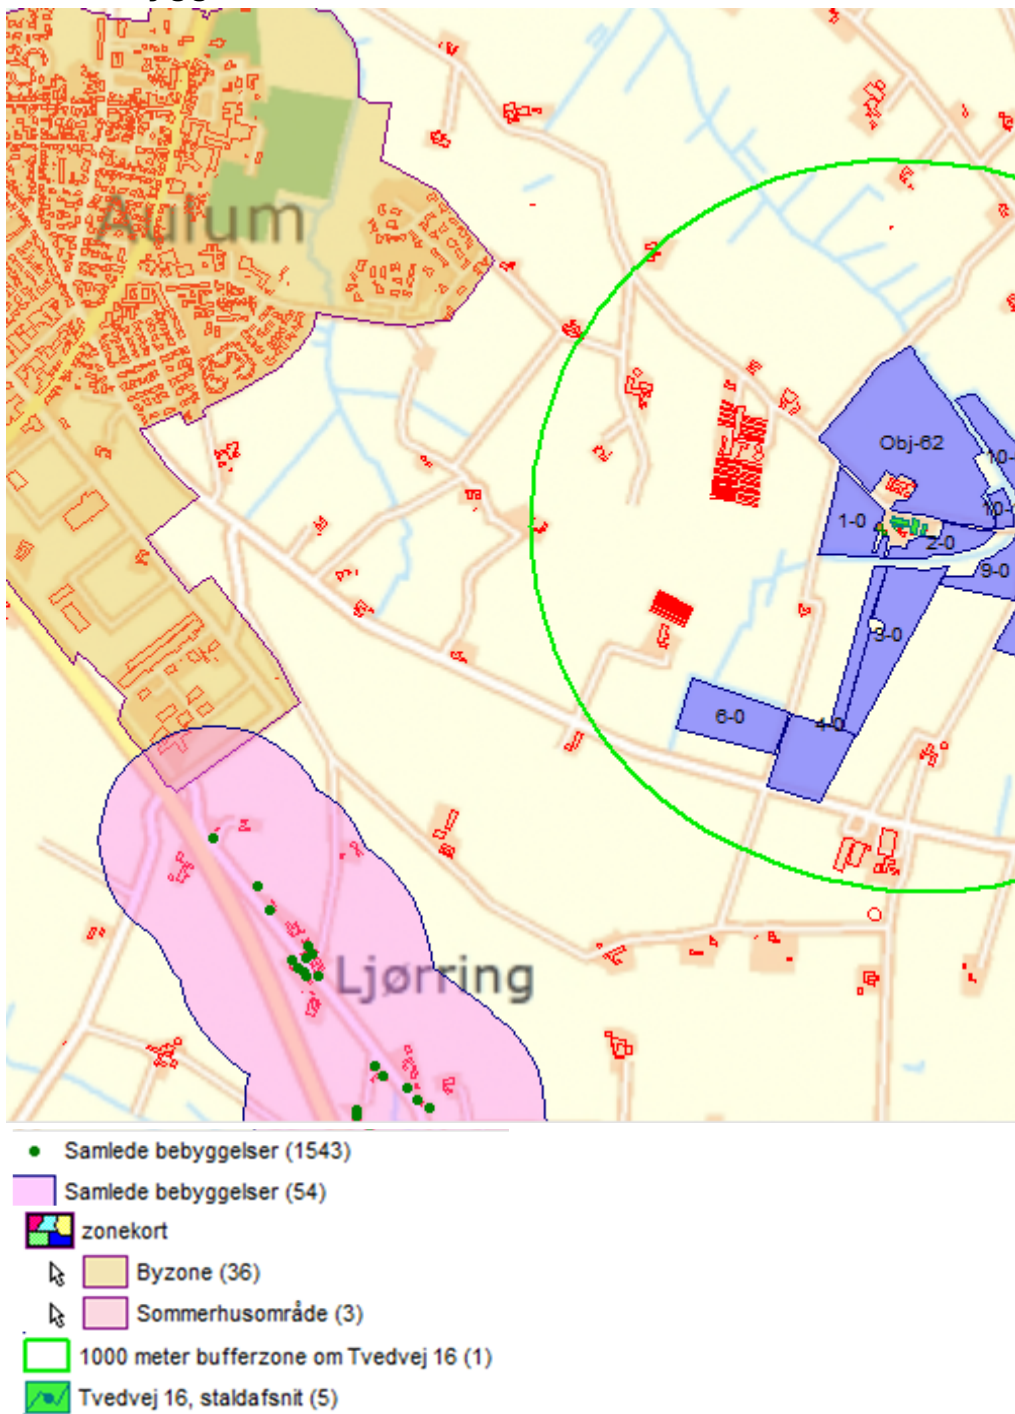 Aulum
Obj-62
10-
10-
1-0
2-0
9-0
3-0
6-0
4-0
Ljørring
Samlede bebyggelser (1543)
Samlede bebyggelser (54)
zonekort
Byzone (36)
Sommerhusområde (3)
1000 meter bufferzone om Tvedvej 16 (1)
Tvedvej 16, staldafsnit (5)